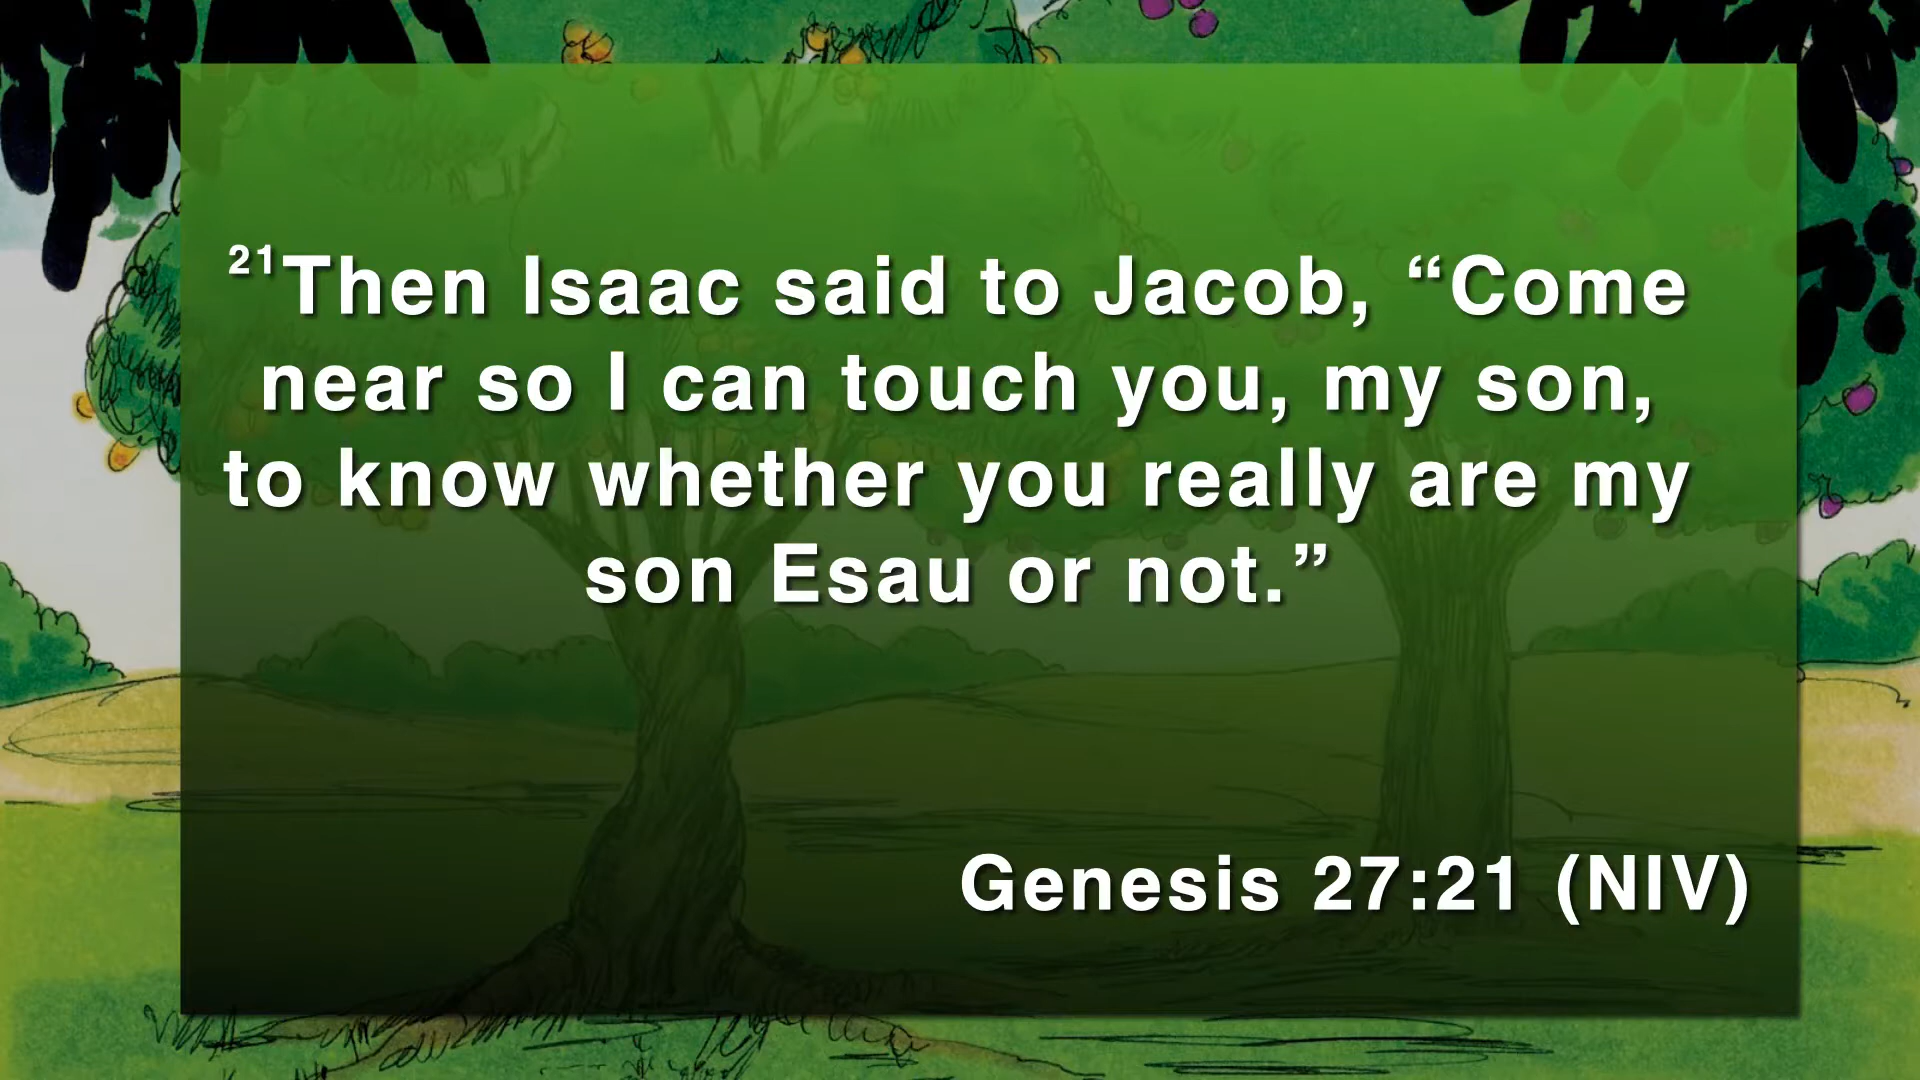 21Then Isaac said to Jacob, “Come
near so I can touch you, my son,
to know whether you really are my
son Esau or not.”
Genesis 27:21 (NIV)